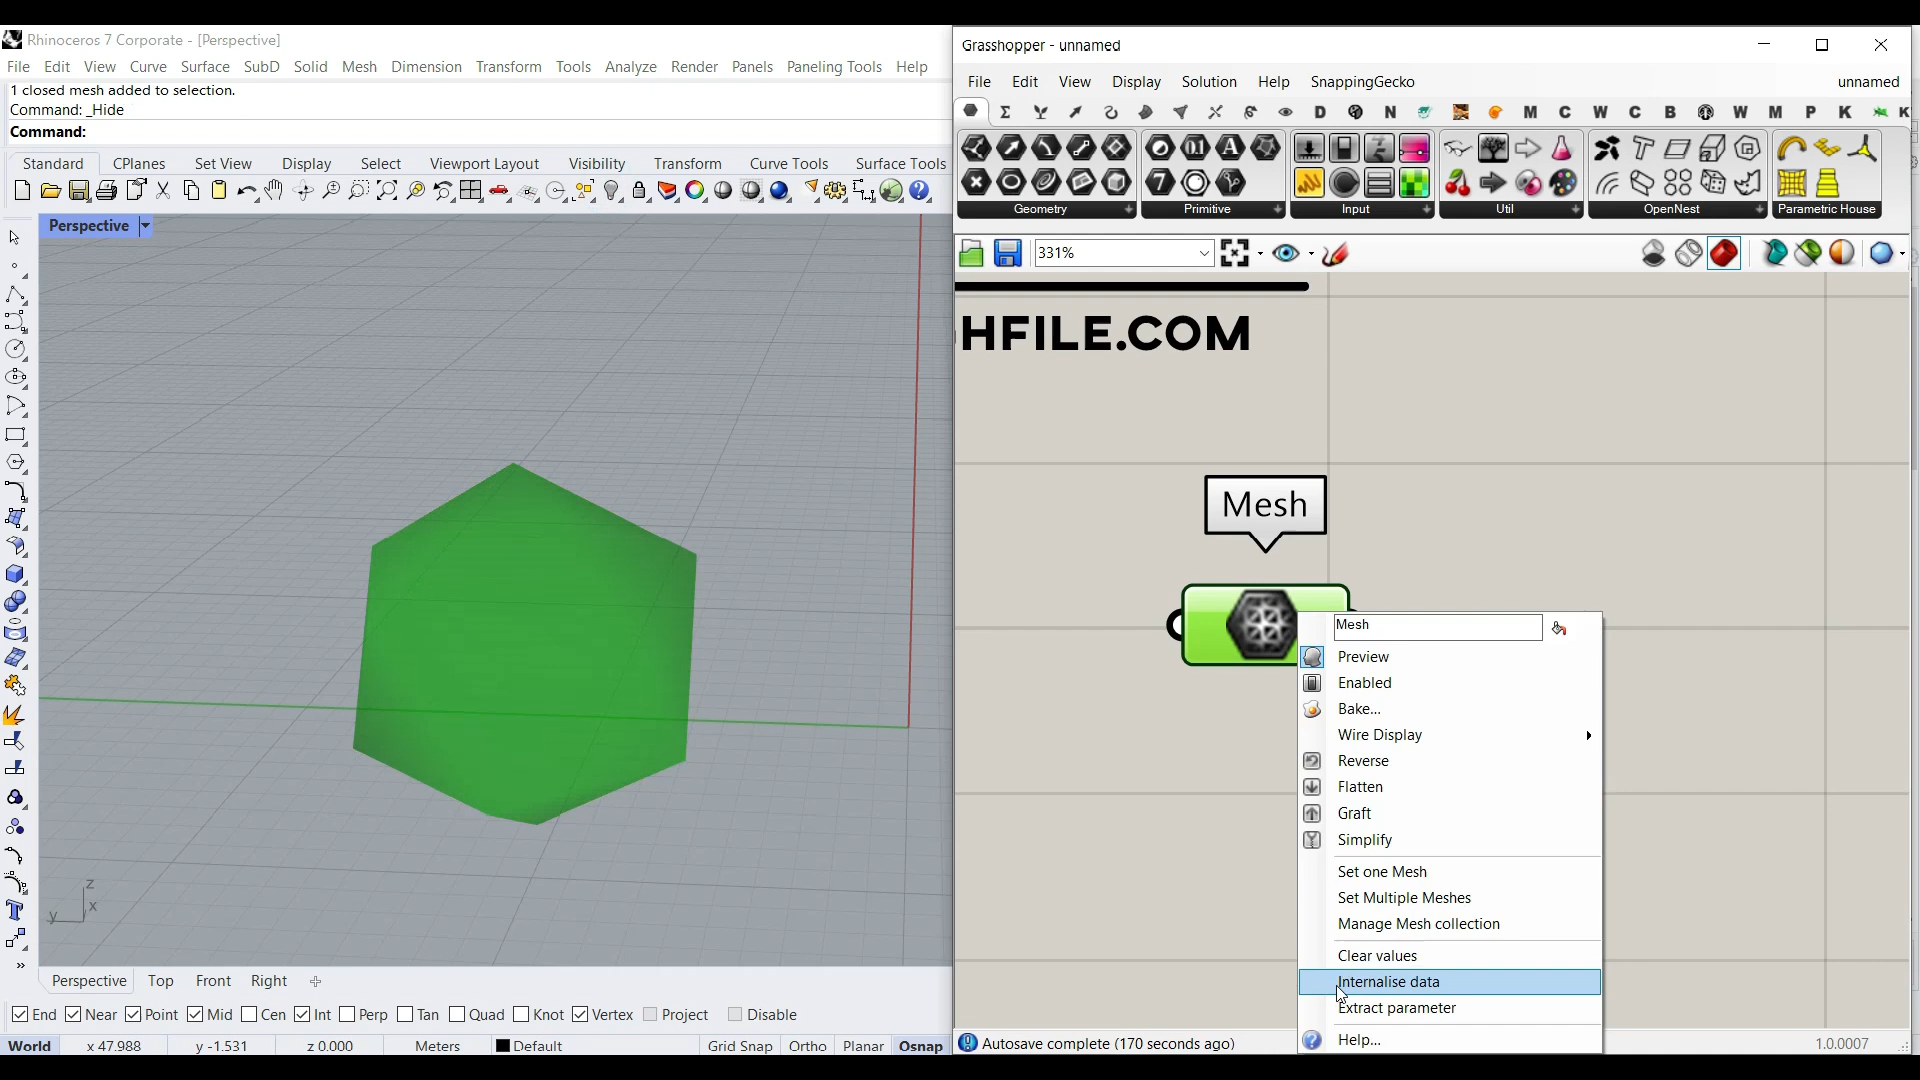 Rhinoceros 7 Corporate - [Perspective]
File Edit View Curve Surface SubD Solid Mesh Dimension Transform Tools Analyze Render Panels Paneling Tools Help
1 closed mesh added to selection.
Command: _Hide
Command:
Standard CPlanes Set View Display Select Viewport Layout Visibility Transform Curve Tools Surface Tools
Perspective
z
x
y
Perspective Top Front Right
End Near Point Mid Cen Int Perp Tan Quad Knot Vertex Project Disable
World x 47.988 y -1.531 z 0.000 Meters Default Grid Snap Ortho Planar Osnap
Grasshopper - unnamed
File Edit View Display Solution Help SnappingGecko unnamed
D N M C W C B W M P K K
Geometry Primitive Input Util OpenNest Parametric House
331%
HFILE.COM
Mesh
Mesh
Preview
Enabled
Bake...
Wire Display
Reverse
Flatten
Graft
Simplify
Set one Mesh
Set Multiple Meshes
Manage Mesh collection
Clear values
Internalise data
Extract parameter
Help...
Autosave complete (170 seconds ago)
1.0.0007